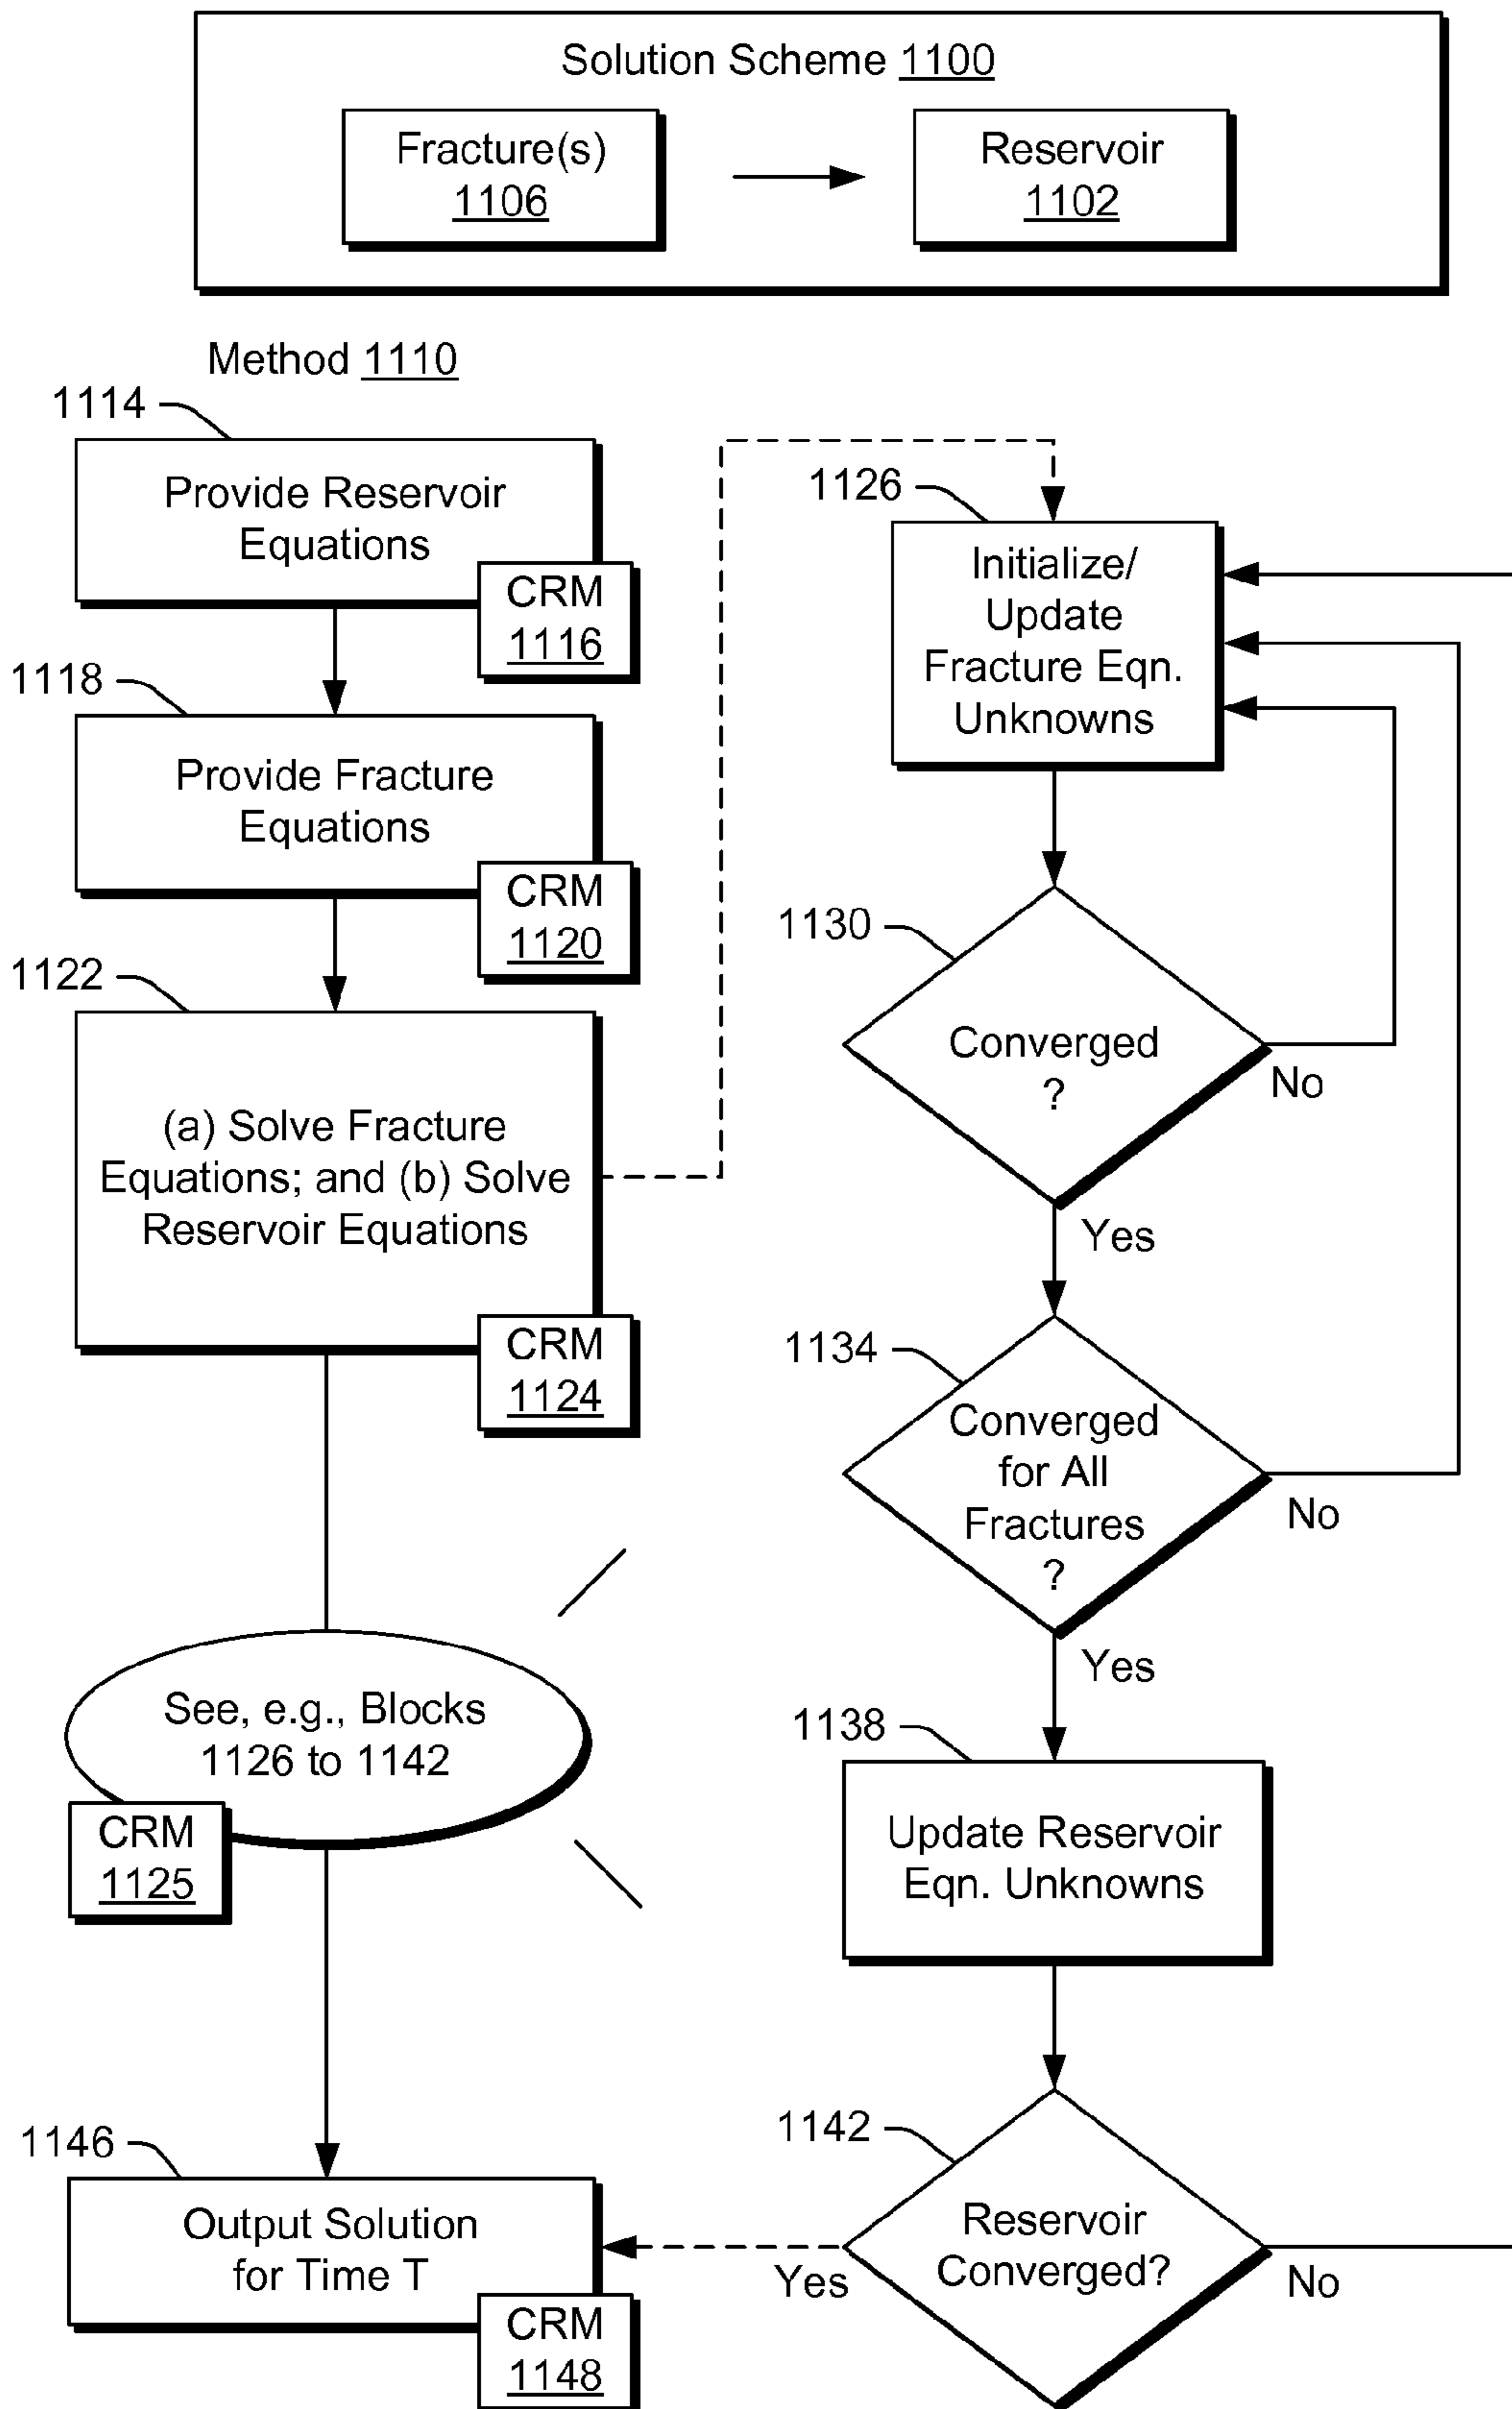 Solution Scheme 1100
Fracture(s)
1106
Reservoir
1102
Method 1110
1114
Provide Reservoir
Equations
CRM
1116
1118
Provide Fracture
Equations
CRM
1120
1122
(a) Solve Fracture
Equations; and (b) Solve
Reservoir Equations
CRM
1124
See, e.g., Blocks
1126 to 1142
CRM
1125
1146
Output Solution
for Time T
CRM
1148
1126
Initialize/
Update
Fracture Eqn.
Unknowns
1130
Converged
?
No
Yes
1134
Converged
for All
Fractures
?
No
Yes
1138
Update Reservoir
Eqn. Unknowns
1142
Reservoir
Converged?
Yes
No